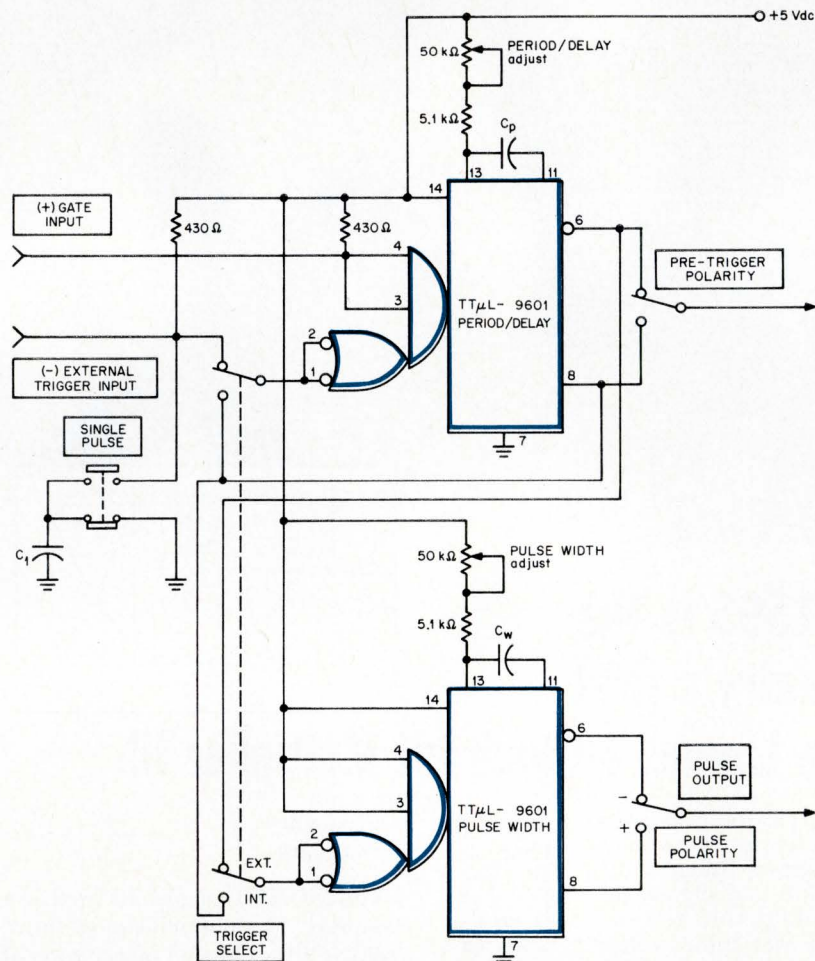 +5 Vdc
50 kΩ
PERIOD/DELAY
adjust
5.1 kΩ
Cp
13
11
14
(+) GATE
INPUT
430Ω
430Ω
4
6
3
TTμL- 9601
PERIOD/DELAY
PRE-TRIGGER
POLARITY
2
1
8
(-) EXTERNAL
TRIGGER INPUT
SINGLE
PULSE
7
C1
50 kΩ
PULSE WIDTH
adjust
5.1 kΩ
Cw
13
11
14
6
4
3
TTμL- 9601
PULSE WIDTH
PULSE
OUTPUT
-
+
PULSE
POLARITY
2
EXT.
1
INT.
8
TRIGGER
SELECT
7